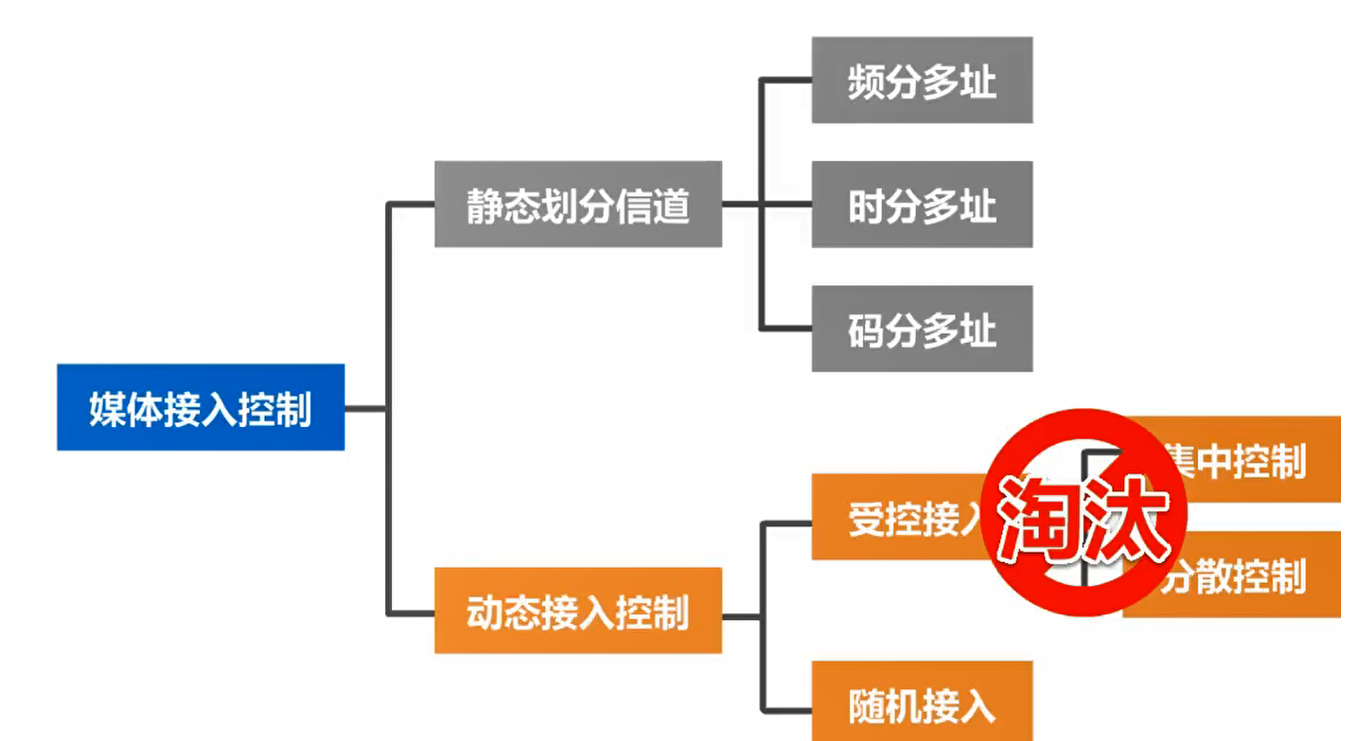 频分多址
静态划分信道
时分多址
码分多址
媒体接入控制
集中控制
受控接入
淘汰
分散控制
动态接入控制
随机接入